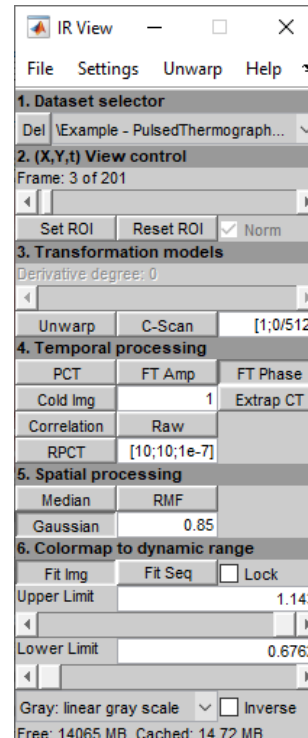 IR View
File Settings Unwarp Help
1. Dataset selector
Del \Example - PulsedThermograph...
2. (X,Y,t) View control
Frame: 3 of 201
Set ROI Reset ROI Norm
3. Transformation models
Derivative degree: 0
Unwarp C-Scan [1;0/512
4. Temporal processing
PCT FT Amp FT Phase
Cold Img 1 Extrap CT
Correlation Raw
RPCT [10;10;1e-7]
5. Spatial processing
Median RMF
Gaussian 0.85
6. Colormap to dynamic range
Fit Img Fit Seq Lock
Upper Limit
1.14
Lower Limit
0.676
Gray: linear gray scale Inverse
Free: 14065 MB Cached: 14.72 MB